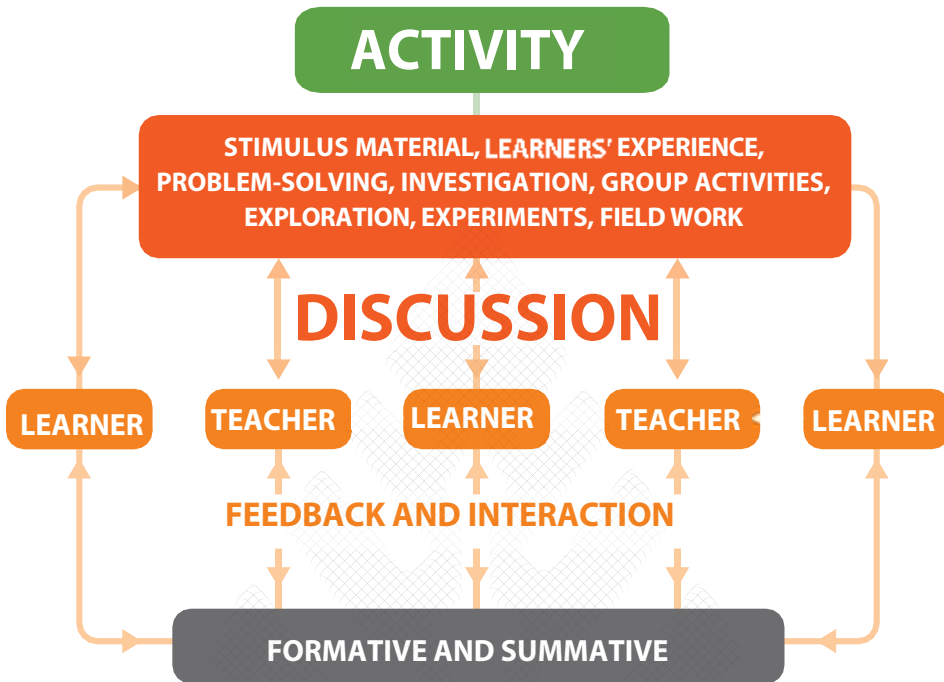 ACTIVITY
STIMULUS MATERIAL, LEARNERS' EXPERIENCE,
PROBLEM-SOLVING, INVESTIGATION, GROUP ACTIVITIES,
EXPLORATION, EXPERIMENTS, FIELD WORK
DISCUSSION
LEARNER
TEACHER
LEARNER
TEACHER
LEARNER
FEEDBACK AND INTERACTION
FORMATIVE AND SUMMATIVE